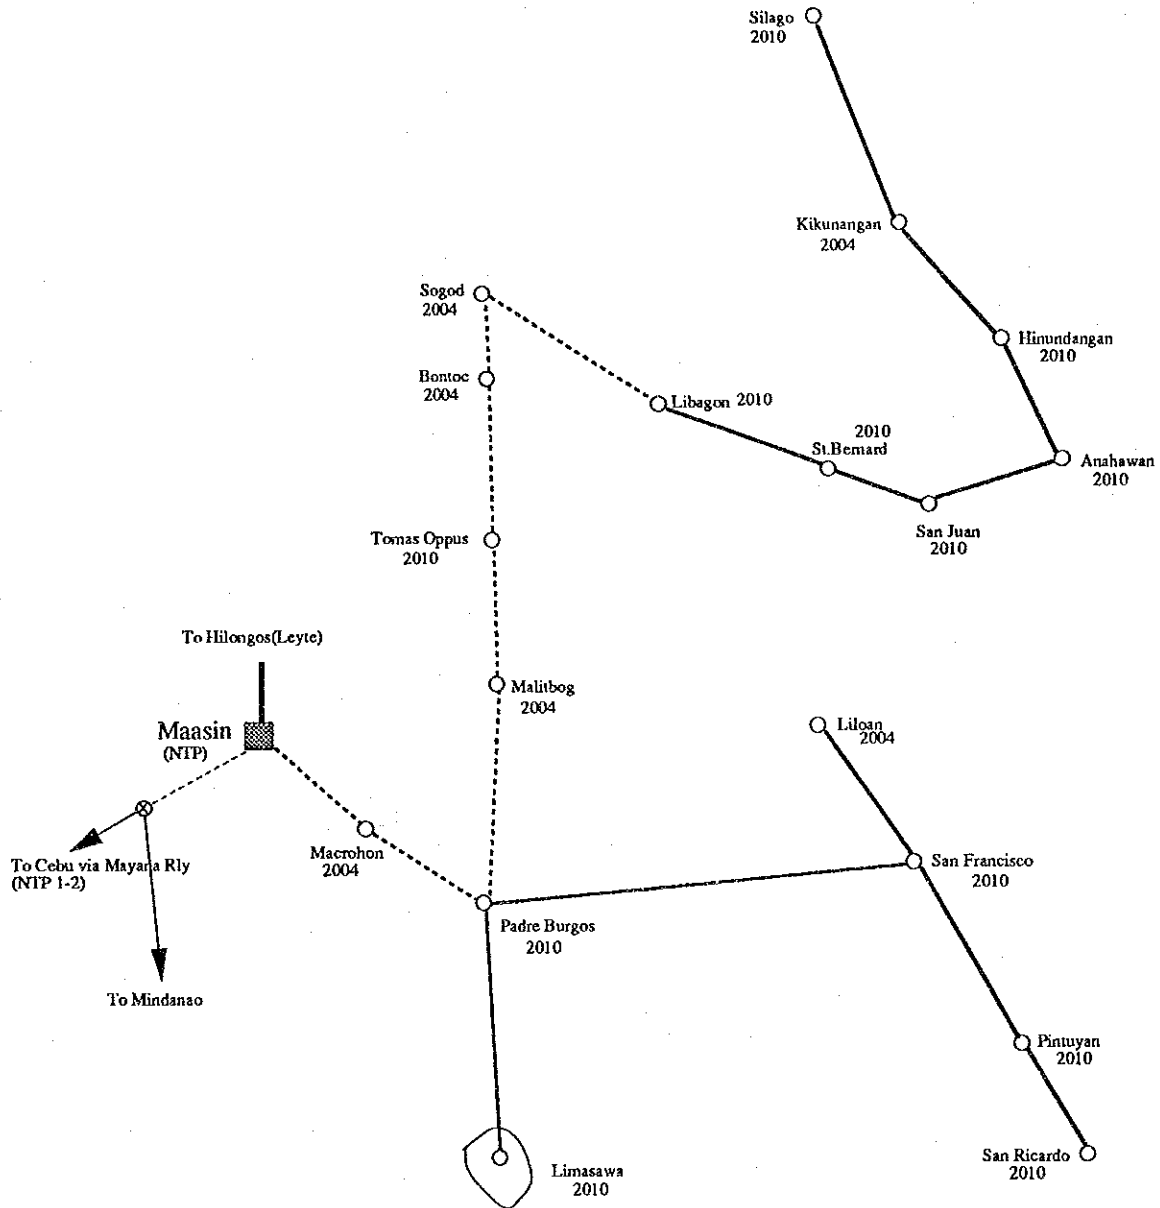 Silago
2010
Kikunangan
2004
Sogod
2004
Hinundangan
2010
Bontoc
2004
Libagon 2010
2010
St.Bernard
Anahawan
2010
San Juan
2010
Tomas Oppus
2010
To Hilongos(Leyte)
Malitbog
2004
Maasin
(NTP)
Liloan
2004
Macrohon
2004
To Cebu via Mayana Rly
(NTP 1-2)
San Francisco
2010
Padre Burgos
2010
To Mindanao
Pintuyan
2010
San Ricardo
2010
Limasawa
2010